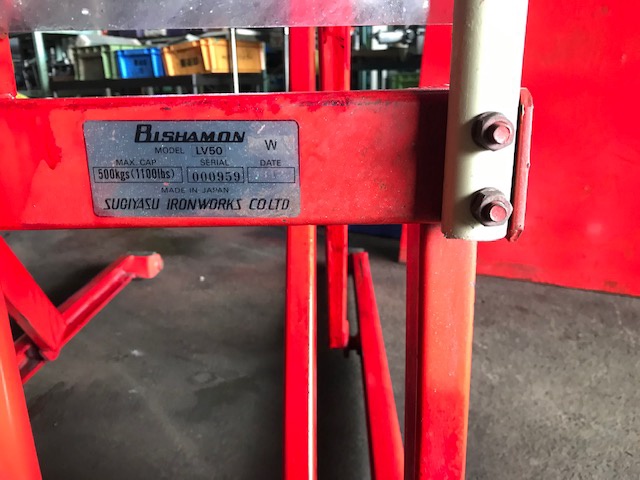 BISHAMON
MODEL LV50 W
MAX. CAP SERIAL DATE
500kgs(1100lbs) 000959
MADE IN JAPAN
SUGIYASU IRONWORKS CO LTD